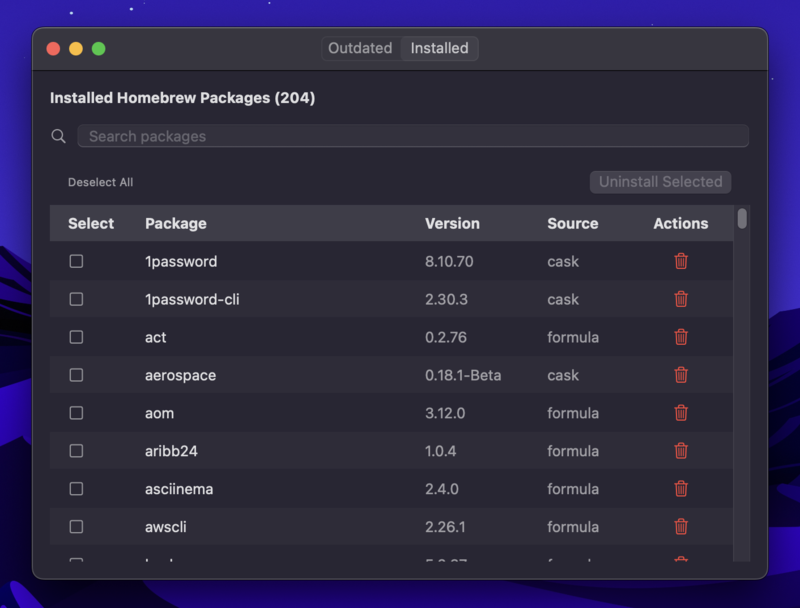 Outdated Installed
Installed Homebrew Packages (204)
Search packages
Deselect All Uninstall Selected
Select Package Version Source Actions
1password 8.10.70 cask
1password-cli 2.30.3 cask
act 0.2.76 formula
aerospace 0.18.1-Beta cask
aom 3.12.0 formula
aribb24 1.0.4 formula
asciinema 2.4.0 formula
awscli 2.26.1 formula